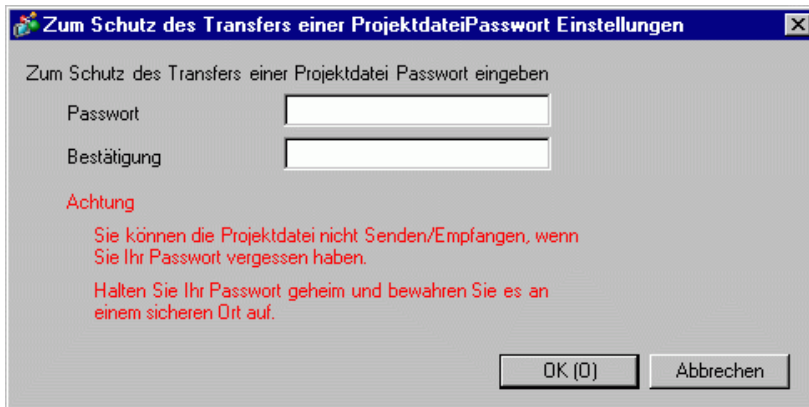 Zum Schutz des Transfers einer ProjektdateiPasswort Einstellungen
Zum Schutz des Transfers einer Projektdatei Passwort eingeben
Passwort
Bestätigung
Achtung
Sie können die Projektdatei nicht Senden/Empfangen, wenn
Sie Ihr Passwort vergessen haben.
Halten Sie Ihr Passwort geheim und bewahren Sie es an
einem sicheren Ort auf.
OK (O)
Abbrechen